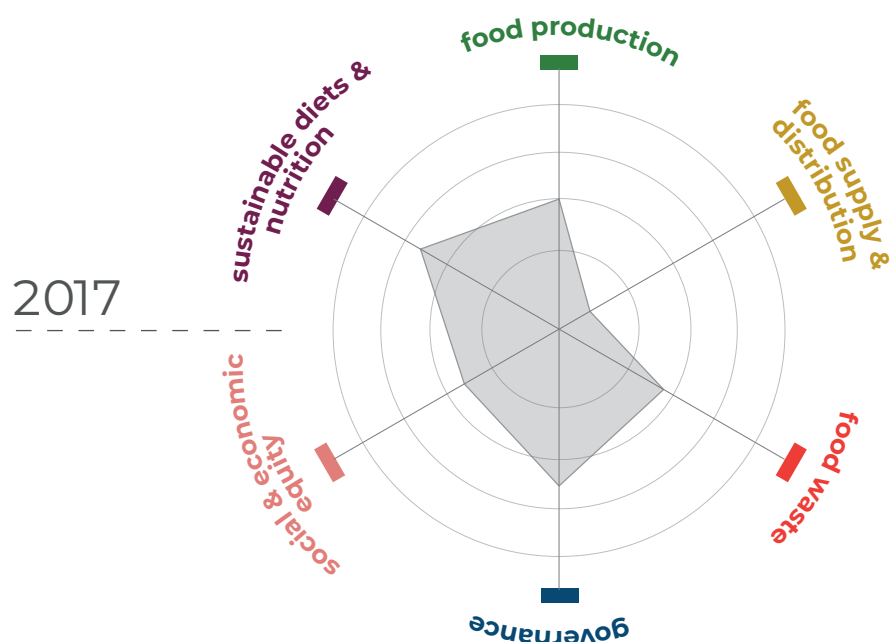 food production
food supply &
distribution
food waste
governance
social & economic
equity
sustainable diets &
nutrition
2017